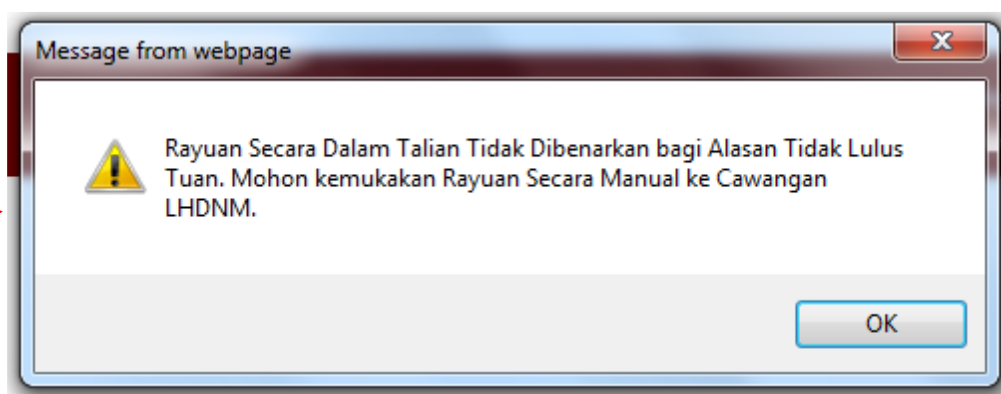 Message from webpage
Rayuan Secara Dalam Talian Tidak Dibenarkan bagi Alasan Tidak Lulus
Tuan. Mohon kemukakan Rayuan Secara Manual ke Cawangan
LHDNM.
OK